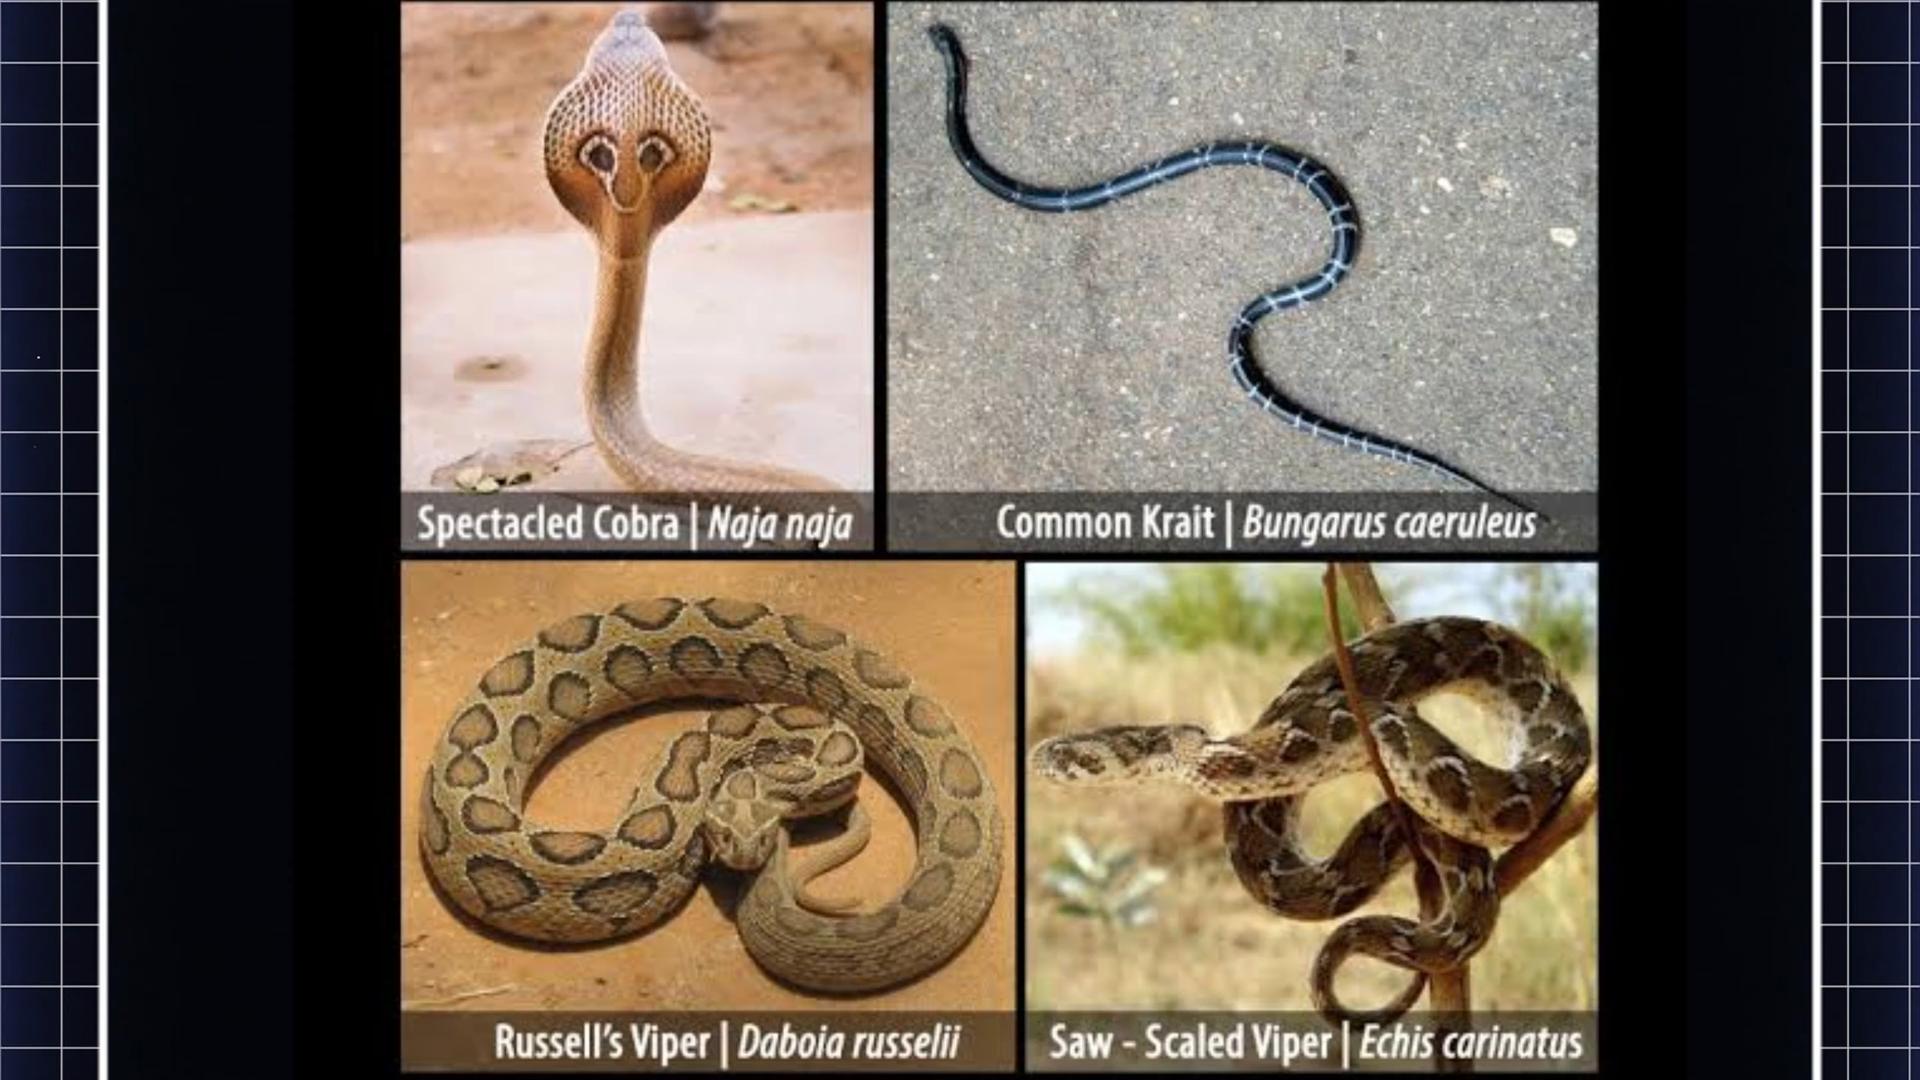 Spectacled Cobra | Naja naja
Common Krait | Bungarus caeruleus
Russell's Viper | Daboia russelii
Saw - Scaled Viper | Echis carinatus